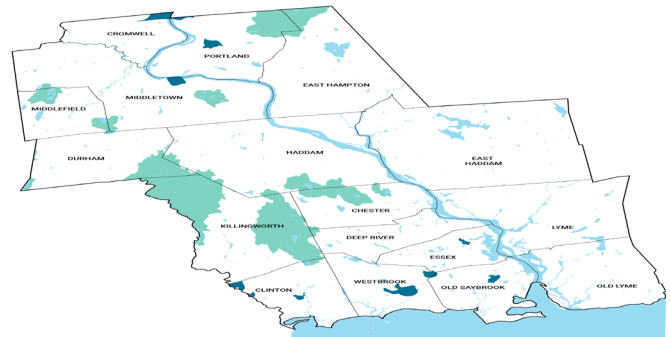 CROMWELL
PORTLAND
EAST HAMPTON
MIDDLETOWN
MIDDLEFIELD
DURHAM
HADDAM
EAST
HADDAM
CHESTER
KILLINGWORTH
LYME
DEEP RIVER
ESSEX
WESTBROOK
OLD SAYBROOK
OLD LYME
CLINTON